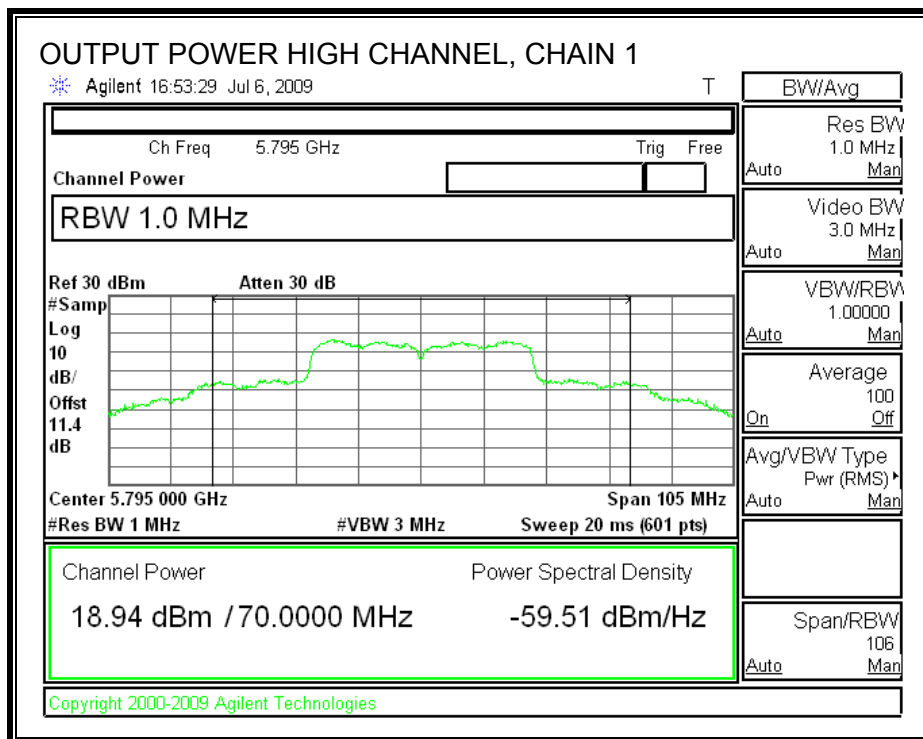 OUTPUT POWER HIGH CHANNEL, CHAIN 1
Agilent 16:53:29 Jul 6, 2009 T
Ch Freq 5.795 GHz Trig Free
Channel Power
RBW 1.0 MHz
Ref 30 dBm Atten 30 dB
#Samp
Log
10
dB/
Offst
11.4
dB
Center 5.795 000 GHz Span 105 MHz
#Res BW 1 MHz #VBW 3 MHz Sweep 20 ms (601 pts)
Channel Power Power Spectral Density
18.94 dBm / 70.0000 MHz -59.51 dBm/Hz
Copyright 2000-2009 Agilent Technologies
BW/Avg
Res BW
1.0 MHz
Auto Man
Video BW
3.0 MHz
Auto Man
VBW/RBW
1.00000
Auto Man
Average
100
On Off
Avg/VBW Type
Pwr (RMS)
Auto Man
Span/RBW
106
Auto Man